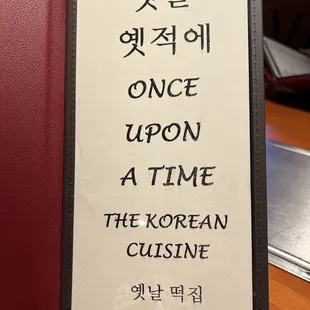 옛적에
ONCE
UPON
A TIME
THE KOREAN
CUISINE
옛날 떡집